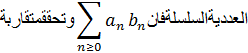 العددية السلسلة فان $\sum_{n \geq 0} a_n b_n$ وتحقق متقاربة